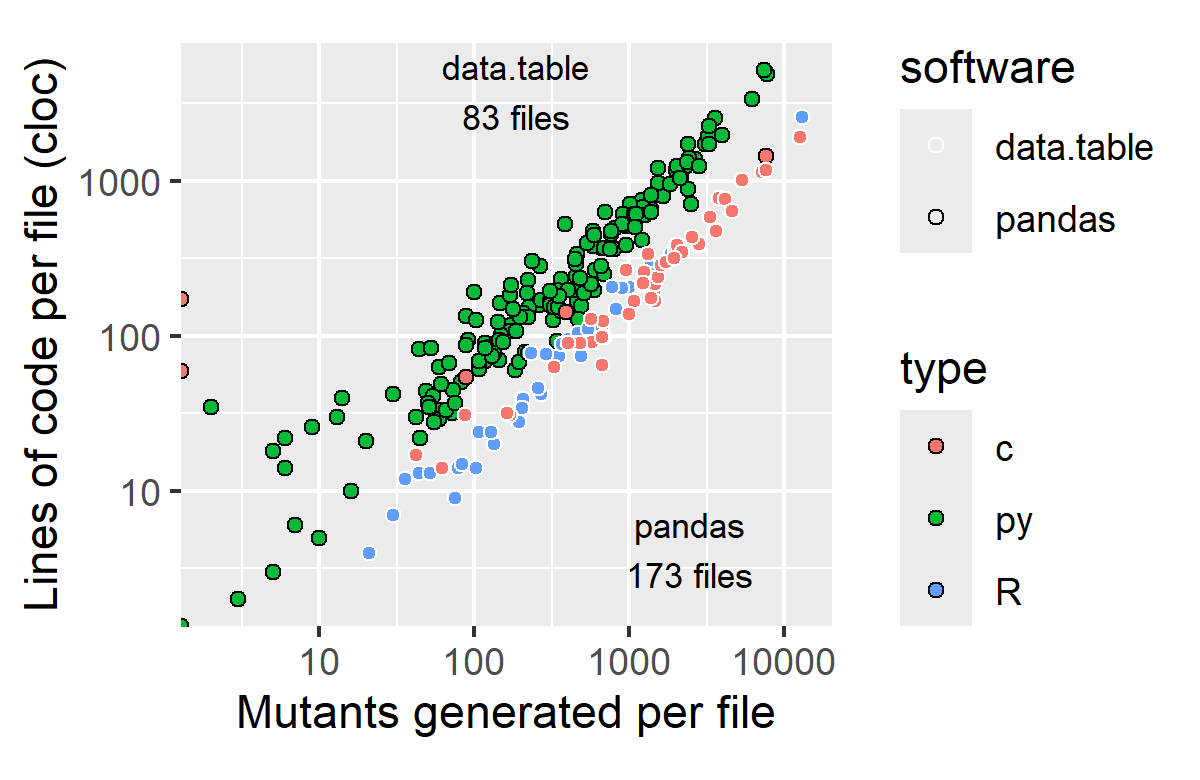 Lines of code per file (cloc)
1000
100
10
data.table
83 files
pandas
173 files
10
100
1000
10000
Mutants generated per file
software
data.table
pandas
type
c
py
R